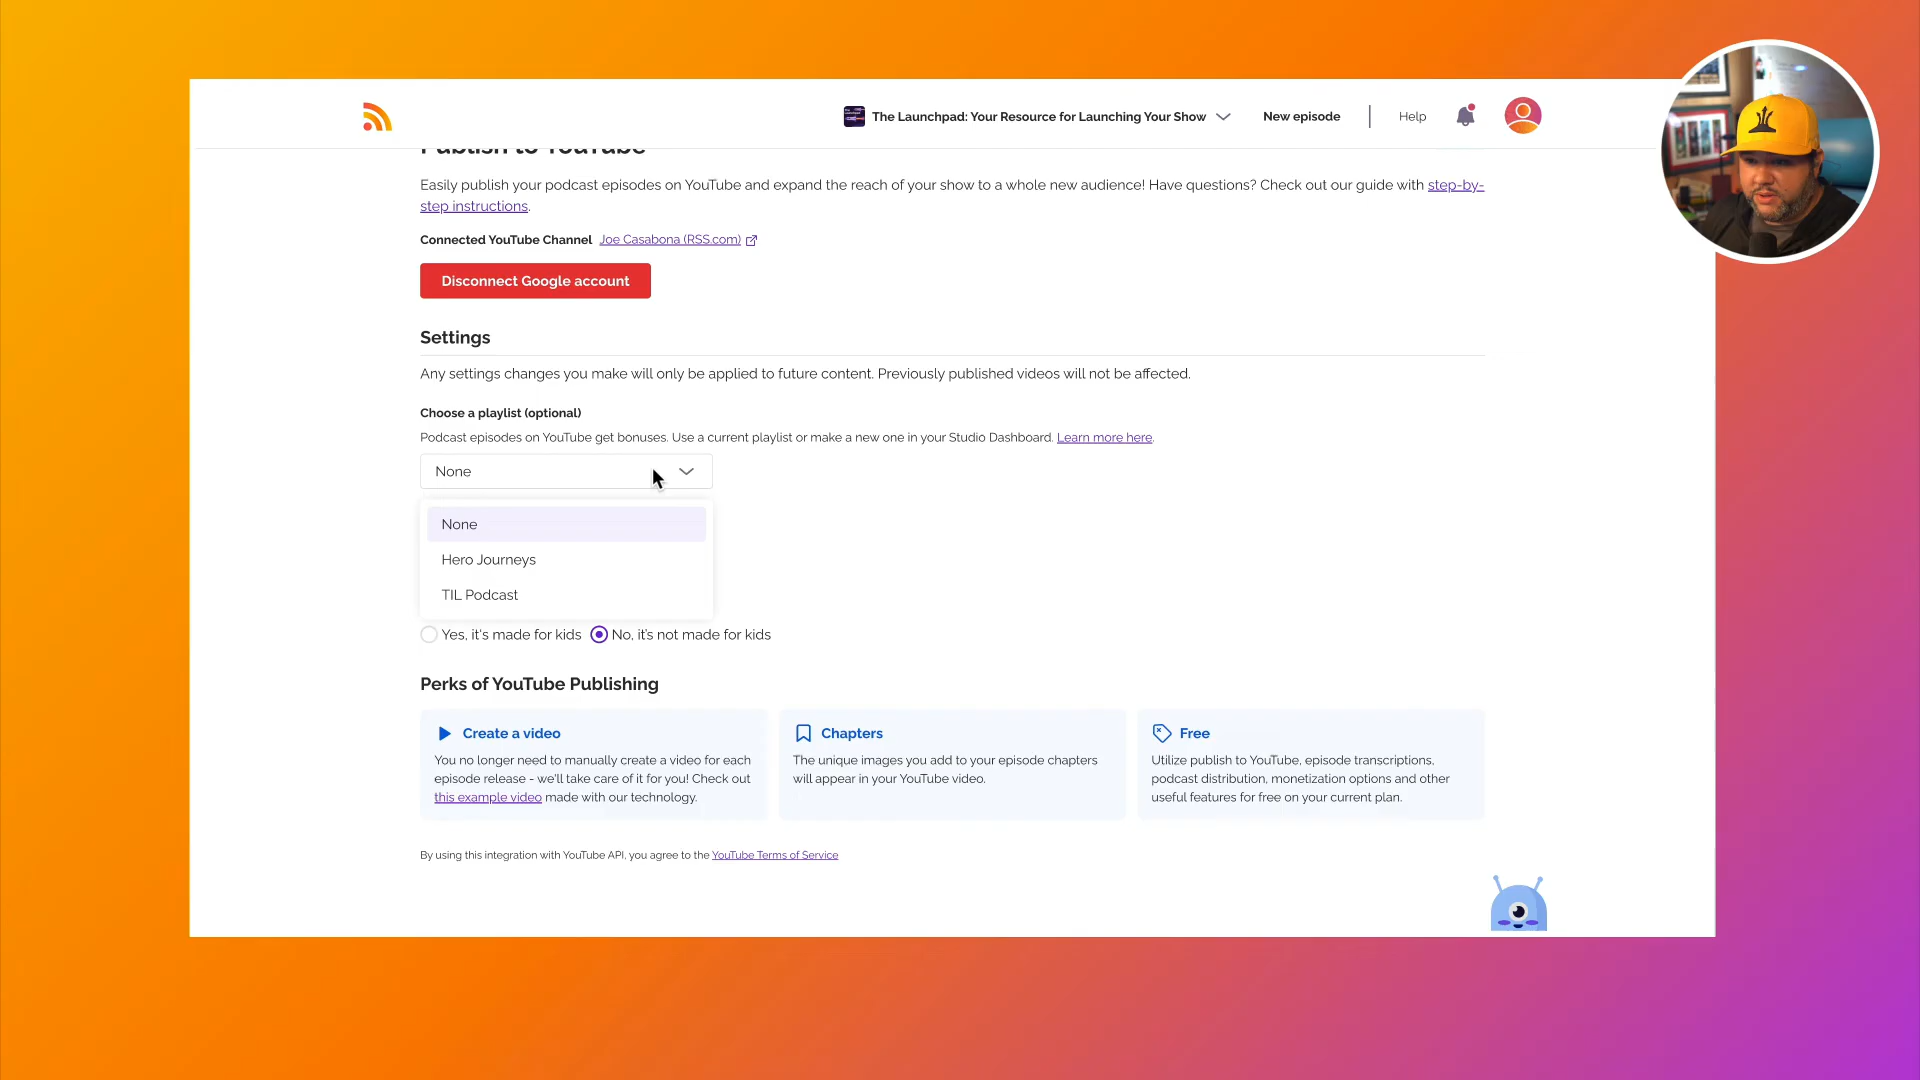 The Launchpad: Your Resource for Launching Your Show
New episode
Help
Publish to YouTube
Easily publish your podcast episodes on YouTube and expand the reach of your show to a whole new audience! Have questions? Check out our guide with step-by-
step instructions.
Connected YouTube Channel Joe Casabona (RSS.com)
Disconnect Google account
Settings
Any settings changes you make will only be applied to future content. Previously published videos will not be affected.
Choose a playlist (optional)
Podcast episodes on YouTube get bonuses. Use a current playlist or make a new one in your Studio Dashboard. Learn more here.
None
None
Hero Journeys
TIL Podcast
Yes, it's made for kids No, it's not made for kids
Perks of YouTube Publishing
Create a video
You no longer need to manually create a video for each
episode release - we'll take care of it for you! Check out
this example video made with our technology.
Chapters
The unique images you add to your episode chapters
will appear in your YouTube video.
Free
Utilize publish to YouTube, episode transcriptions,
podcast distribution, monetization options and other
useful features for free on your current plan.
By using this integration with YouTube API, you agree to the YouTube Terms of Service